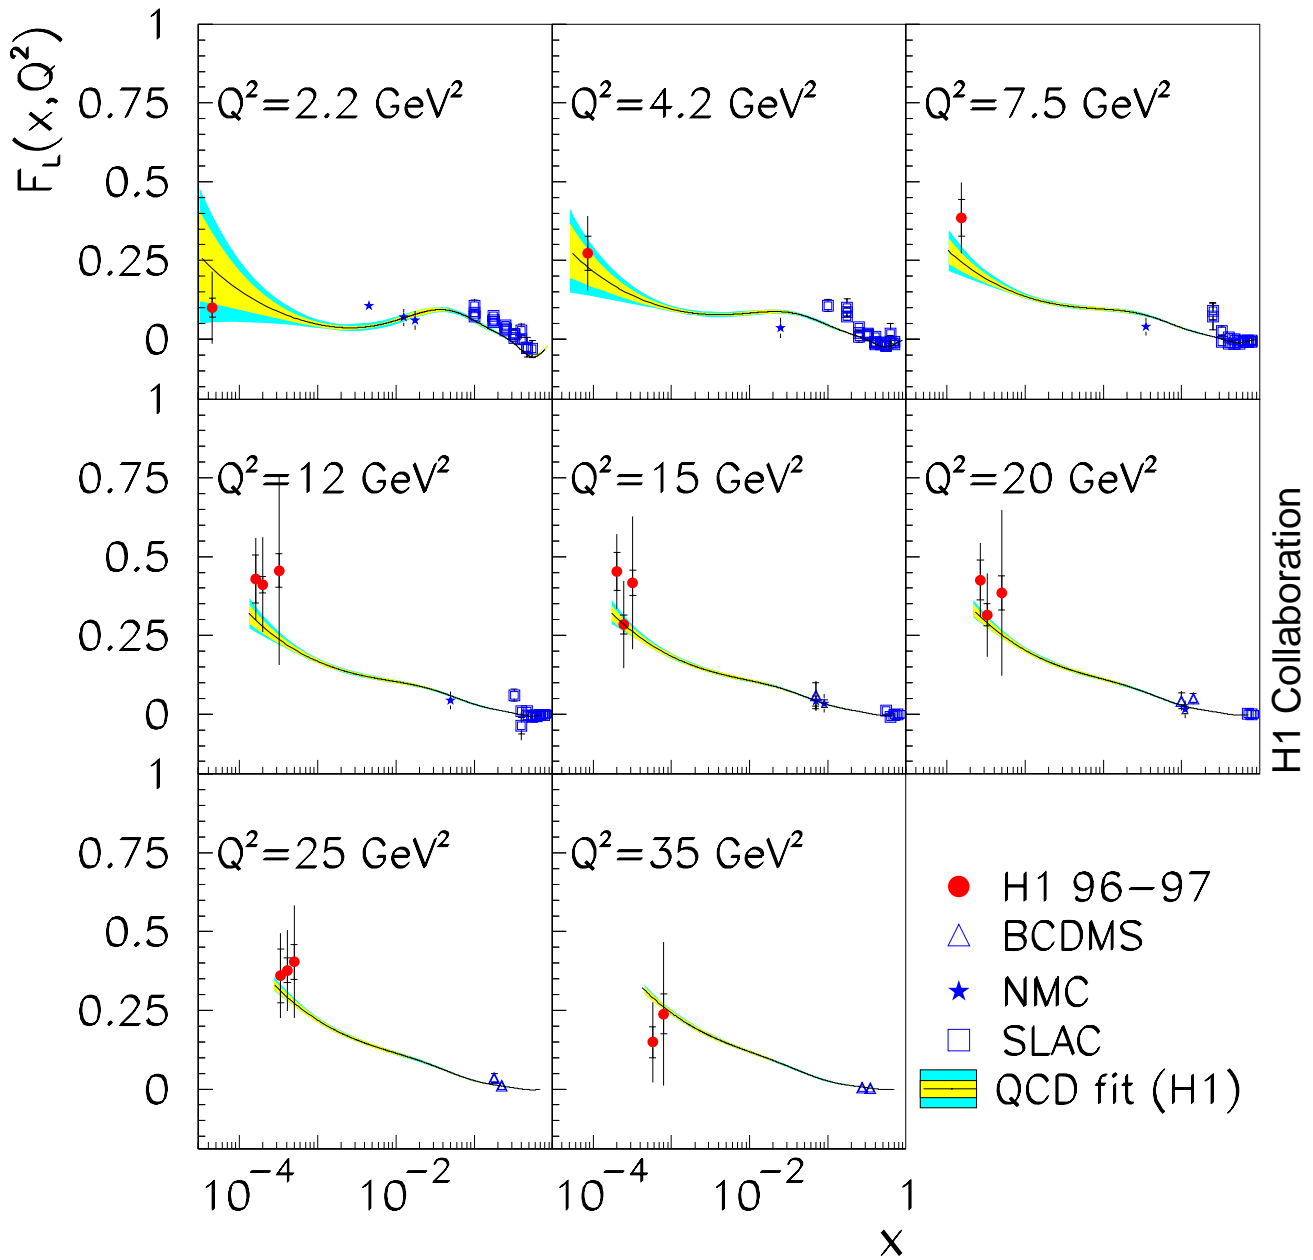 F_L(x,Q²)
1
0.75
0.5
0.25
0
Q²=2.2 GeV²
Q²=4.2 GeV²
Q²=7.5 GeV²
1
0.75
0.5
0.25
0
Q²=12 GeV²
Q²=15 GeV²
Q²=20 GeV²
1
0.75
0.5
0.25
0
Q²=25 GeV²
Q²=35 GeV²
H1 96−97
BCDMS
NMC
SLAC
QCD fit (H1)
10⁻⁴ 10⁻² 10⁻⁴ 10⁻² 1
x
H1 Collaboration